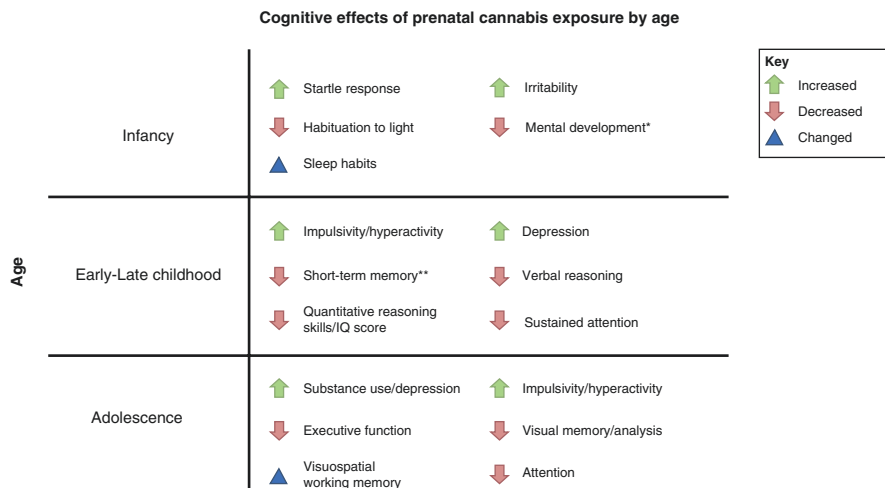 Cognitive effects of prenatal cannabis exposure by age
Key
Increased
Decreased
Changed
Age
Infancy
Startle response
Irritability
Habituation to light
Mental development*
Sleep habits
Early-Late childhood
Impulsivity/hyperactivity
Depression
Short-term memory**
Verbal reasoning
Quantitative reasoning
skills/IQ score
Sustained attention
Adolescence
Substance use/depression
Impulsivity/hyperactivity
Executive function
Visual memory/analysis
Visuospatial
working memory
Attention